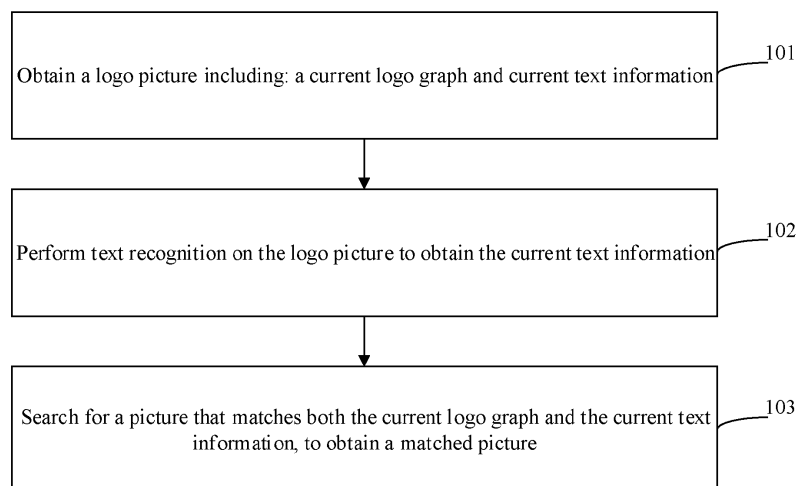 Obtain a logo picture including: a current logo graph and current text information
101
Perform text recognition on the logo picture to obtain the current text information
102
Search for a picture that matches both the current logo graph and the current text
information, to obtain a matched picture
103